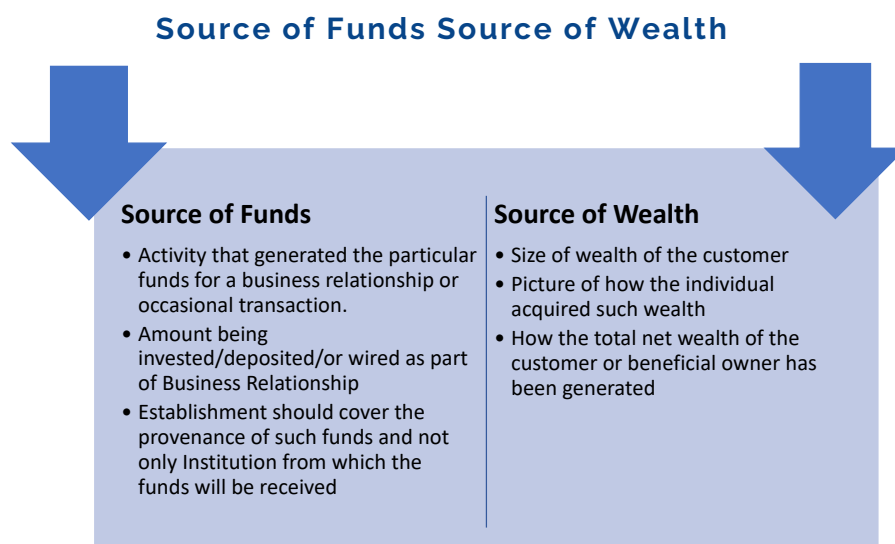 Source of Funds Source of Wealth
Source of Funds
• Activity that generated the particular
funds for a business relationship or
occasional transaction.
• Amount being
invested/deposited/or wired as part
of Business Relationship
• Establishment should cover the
provenance of such funds and not
only Institution from which the
funds will be received
Source of Wealth
• Size of wealth of the customer
• Picture of how the individual
acquired such wealth
• How the total net wealth of the
customer or beneficial owner has
been generated